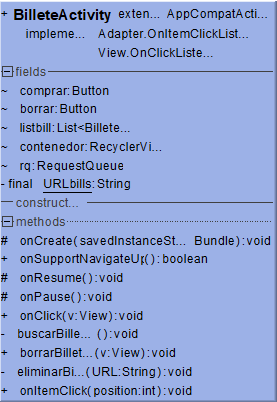 + BilleteActivity exten... AppCompatActi...
impleme... Adapter.OnItemClickList...
View.OnClickListe...
fields
~ comprar:Button
~ borrar:Button
~ listbill:List<Billete...
~ contenedor:RecyclerVi...
~ rq:RequestQueue
- final URLbills:String
construct...
methods
# onCreate(savedInstanceSt... Bundle):void
+ onSupportNavigateUp():boolean
# onResume():void
# onPause():void
+ onClick(v:View):void
- buscarBille... ():void
+ borrarBillet... (v:View):void
- eliminarBi... (URL:String):void
+ onItemClick(position:int):void